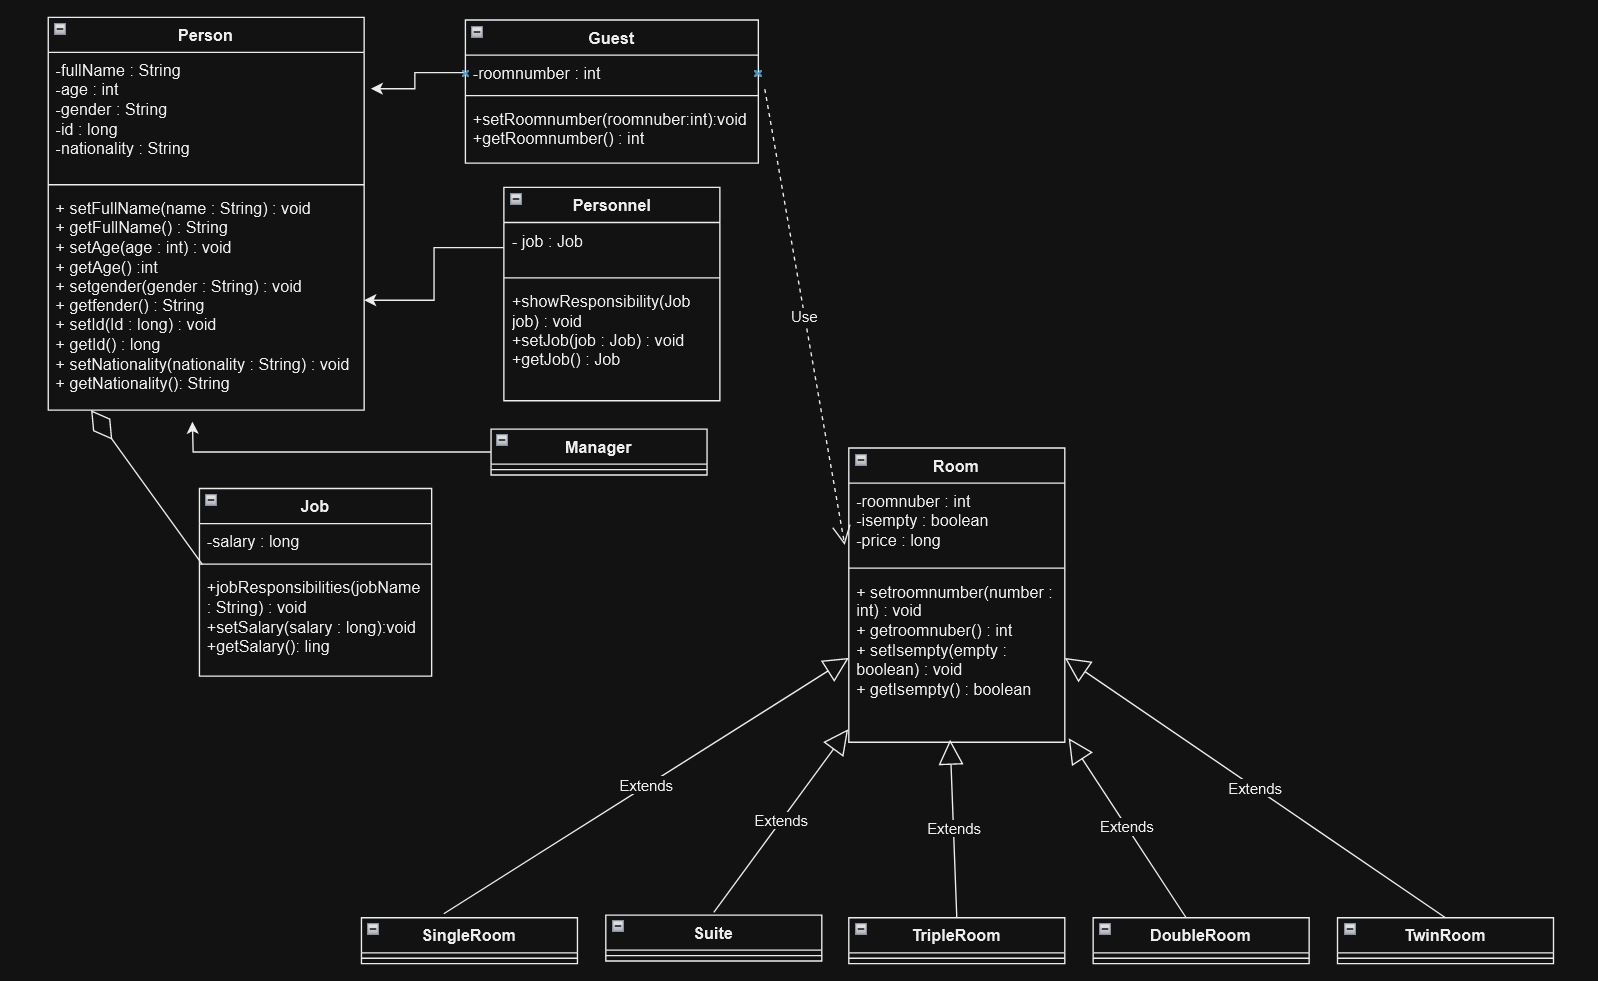 Person
-fullName : String
-age : int
-gender : String
-id : long
-nationality : String
+ setFullName(name : String) : void
+ getFullName() : String
+ setAge(age : int) : void
+ getAge() :int
+ setgender(gender : String) : void
+ getfender() : String
+ setId(Id : long) : void
+ getId() : long
+ setNationality(nationality : String) : void
+ getNationality(): String
Guest
-roomnumber : int
+setRoomnumber(roomnuber:int):void
+getRoomnumber() : int
Personnel
- job : Job
+showResponsibility(Job
job) : void
+setJob(job : Job) : void
+getJob() : Job
Use
Manager
Job
-salary : long
+jobResponsibilities(jobName
: String) : void
+setSalary(salary : long):void
+getSalary(): ling
Room
-roomnuber : int
-isempty : boolean
-price : long
+ setroomnumber(number :
int) : void
+ getroomnuber() : int
+ setIsempty(empty :
boolean) : void
+ getIsempty() : boolean
Extends
Extends
Extends
Extends
Extends
SingleRoom
Suite
TripleRoom
DoubleRoom
TwinRoom